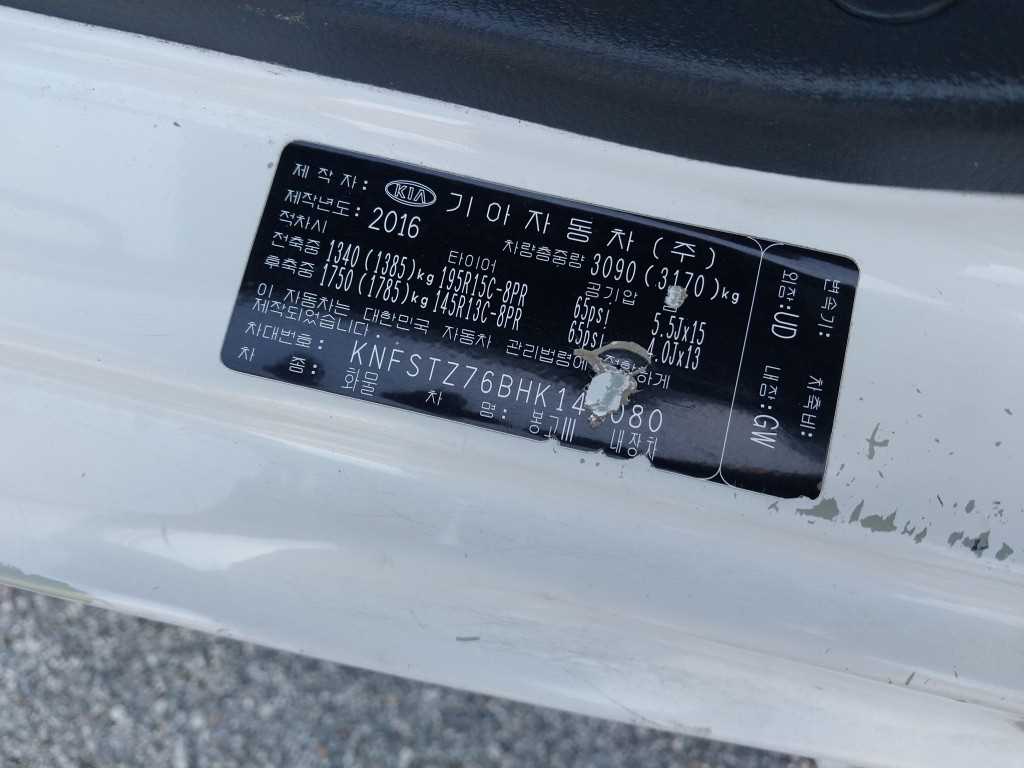 제 작 자 : KIA 기 아 자 동 차 (주)
제작년도 : 2016 차량총중량 3090 (3170) kg
적차시 타이어 공기압
전축중 1340 (1385) kg 195R15C-8PR 65psi 5.5Jx15
후축중 1750 (1785) kg 145R13C-8PR 65psi 4.0Jx13
이 자동차는 대한민국 자동차 관리법령에 적합하게
제작되었습니다.
차대번호: KNFSTZ76BHK14 080
차 종: 화물 차 명: 봉고III 내장차
변속기: 차축비:
외장:UD 내장:GW